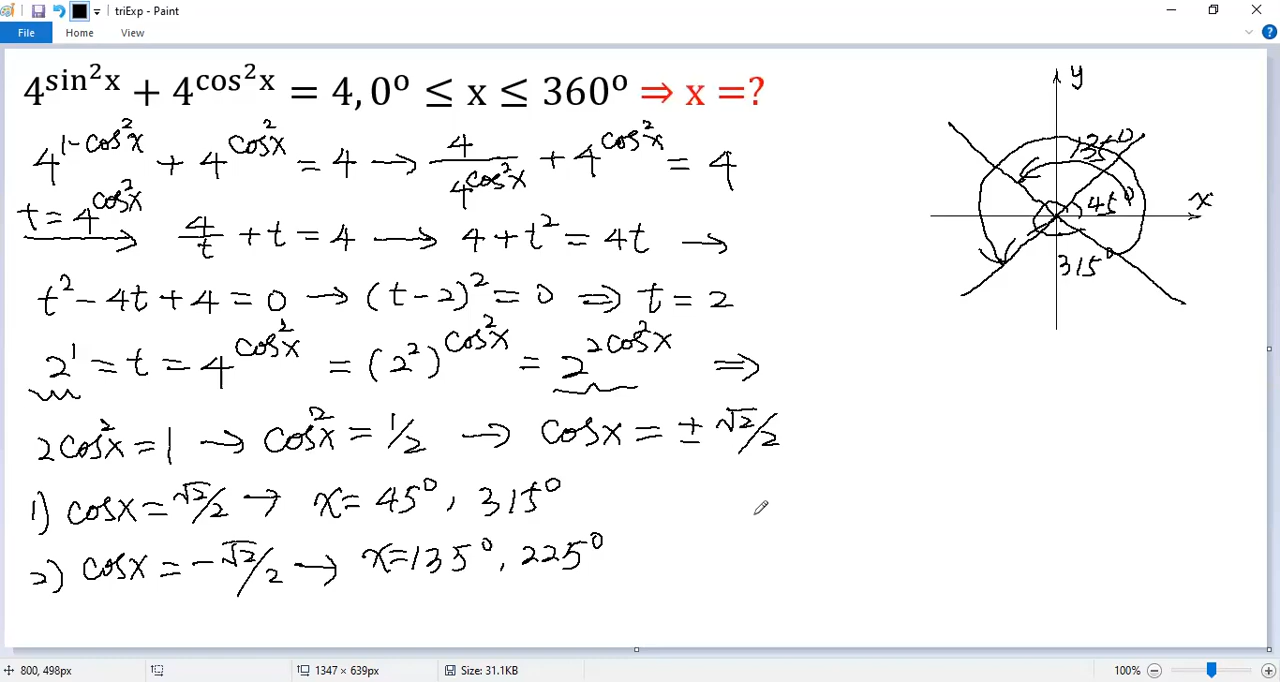 triExp - Paint
File Home View
4^sin²x + 4^cos²x = 4, 0° ≤ x ≤ 360° ⇒ x =?
4^1-cos²x + 4^cos²x = 4 → 4/4^cos²x + 4^cos²x = 4
t = 4^cos²x → 4/t + t = 4 → 4 + t² = 4t →
t² - 4t + 4 = 0 → (t - 2)² = 0 ⇒ t = 2
2¹ = t = 4^cos²x = (2²)^cos²x = 2^2cos²x ⇒
2cos²x = 1 → cos²x = 1/2 → cosx = ± √2/2
1) cosx = √2/2 → x = 45°, 315°
2) cosx = -√2/2 → x = 135°, 225°
y
135°
45°
x
315°
800, 498px 1347 × 639px Size: 31.1KB 100%